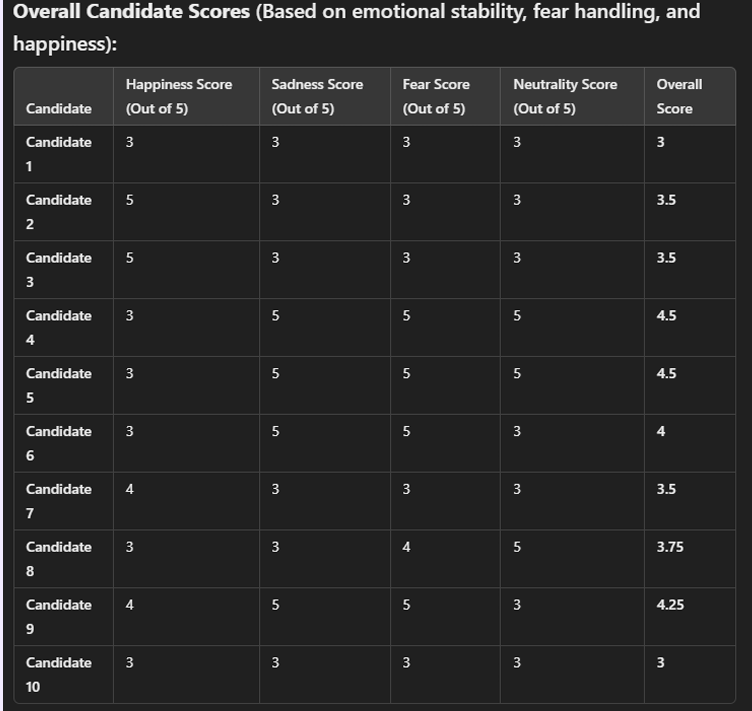 Overall Candidate Scores (Based on emotional stability, fear handling, and
happiness):
Candidate Happiness Score (Out of 5) Sadness Score (Out of 5) Fear Score (Out of 5) Neutrality Score (Out of 5) Overall Score
Candidate 1 3 3 3 3 3
Candidate 2 5 3 3 3 3.5
Candidate 3 5 3 3 3 3.5
Candidate 4 3 5 5 5 4.5
Candidate 5 3 5 5 5 4.5
Candidate 6 3 5 5 3 4
Candidate 7 4 3 3 3 3.5
Candidate 8 3 3 4 5 3.75
Candidate 9 4 5 5 3 4.25
Candidate 10 3 3 3 3 3